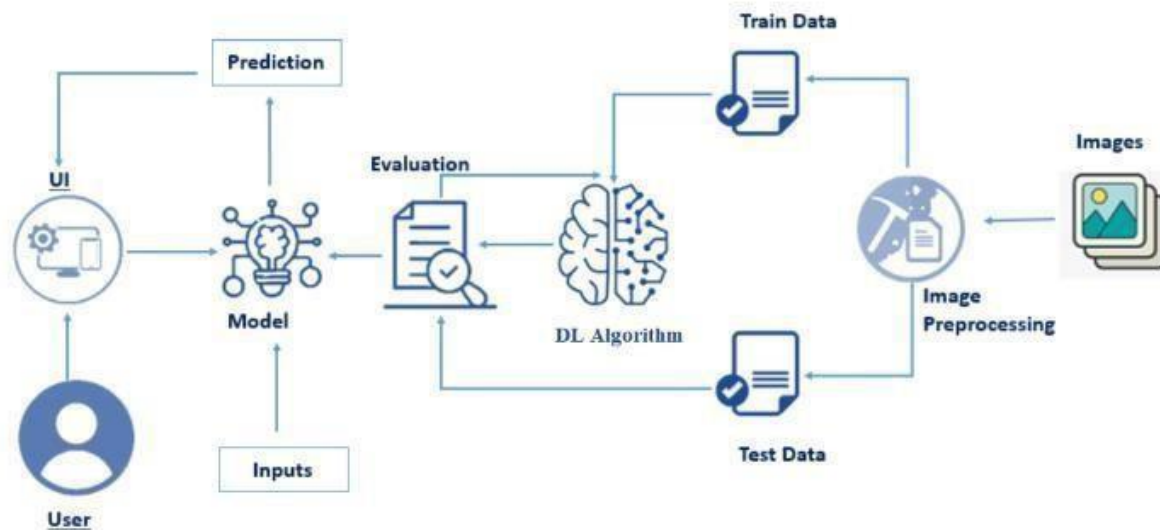 Train Data
Prediction
Images
Evaluation
UI
Image
Preprocessing
Model
DL Algorithm
Test Data
Inputs
User